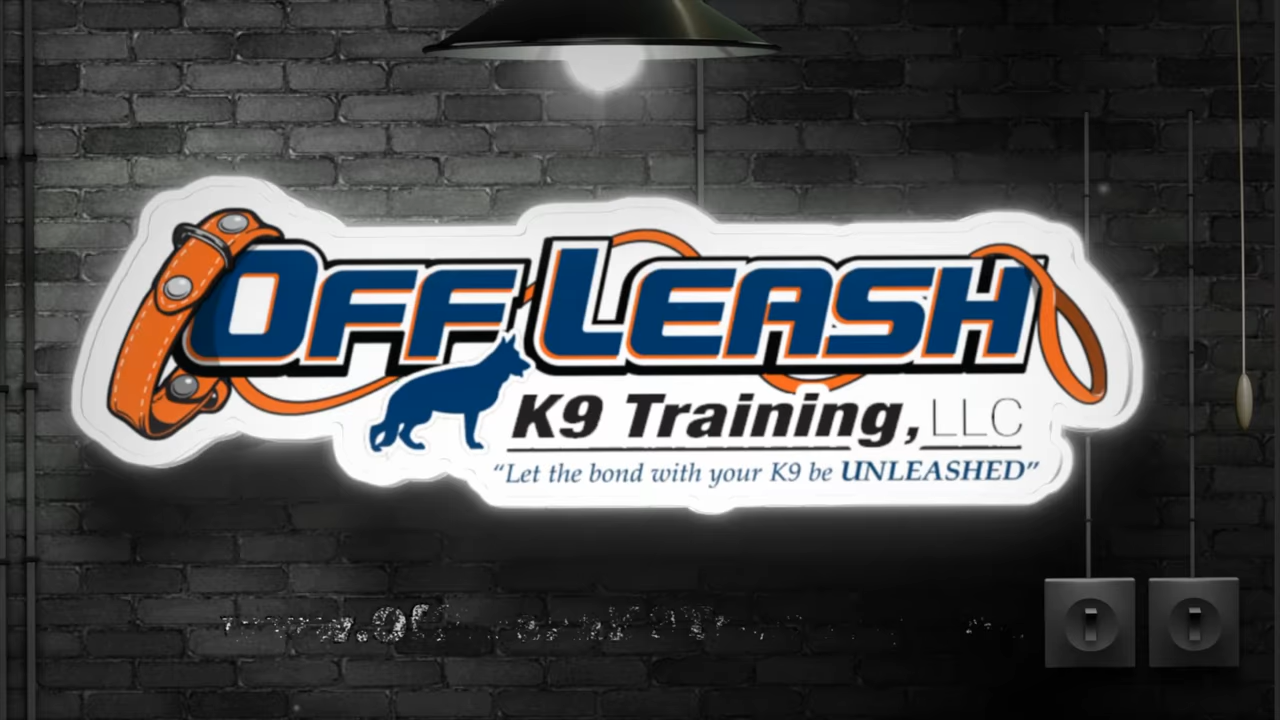 OFF LEASH
K9 Training, LLC
“Let the bond with your K9 be UNLEASHED”